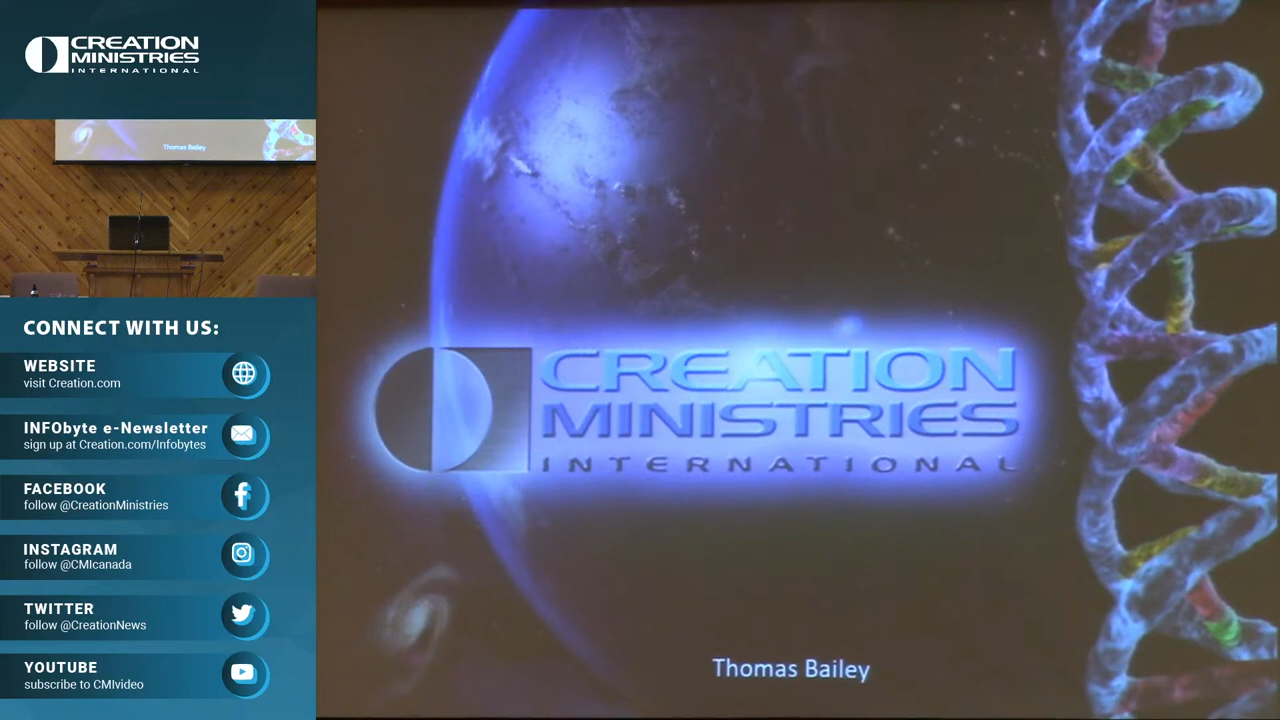 CREATION
MINISTRIES
INTERNATIONAL
Thomas Bailey
CONNECT WITH US:
WEBSITE
visit Creation.com
INFObyte e-Newsletter
sign up at Creation.com/Infobytes
FACEBOOK
follow @CreationMinistries
INSTAGRAM
follow @CMIcanada
TWITTER
follow @CreationNews
YOUTUBE
subscribe to CMIvideo
CREATION
MINISTRIES
INTERNATIONAL
Thomas Bailey